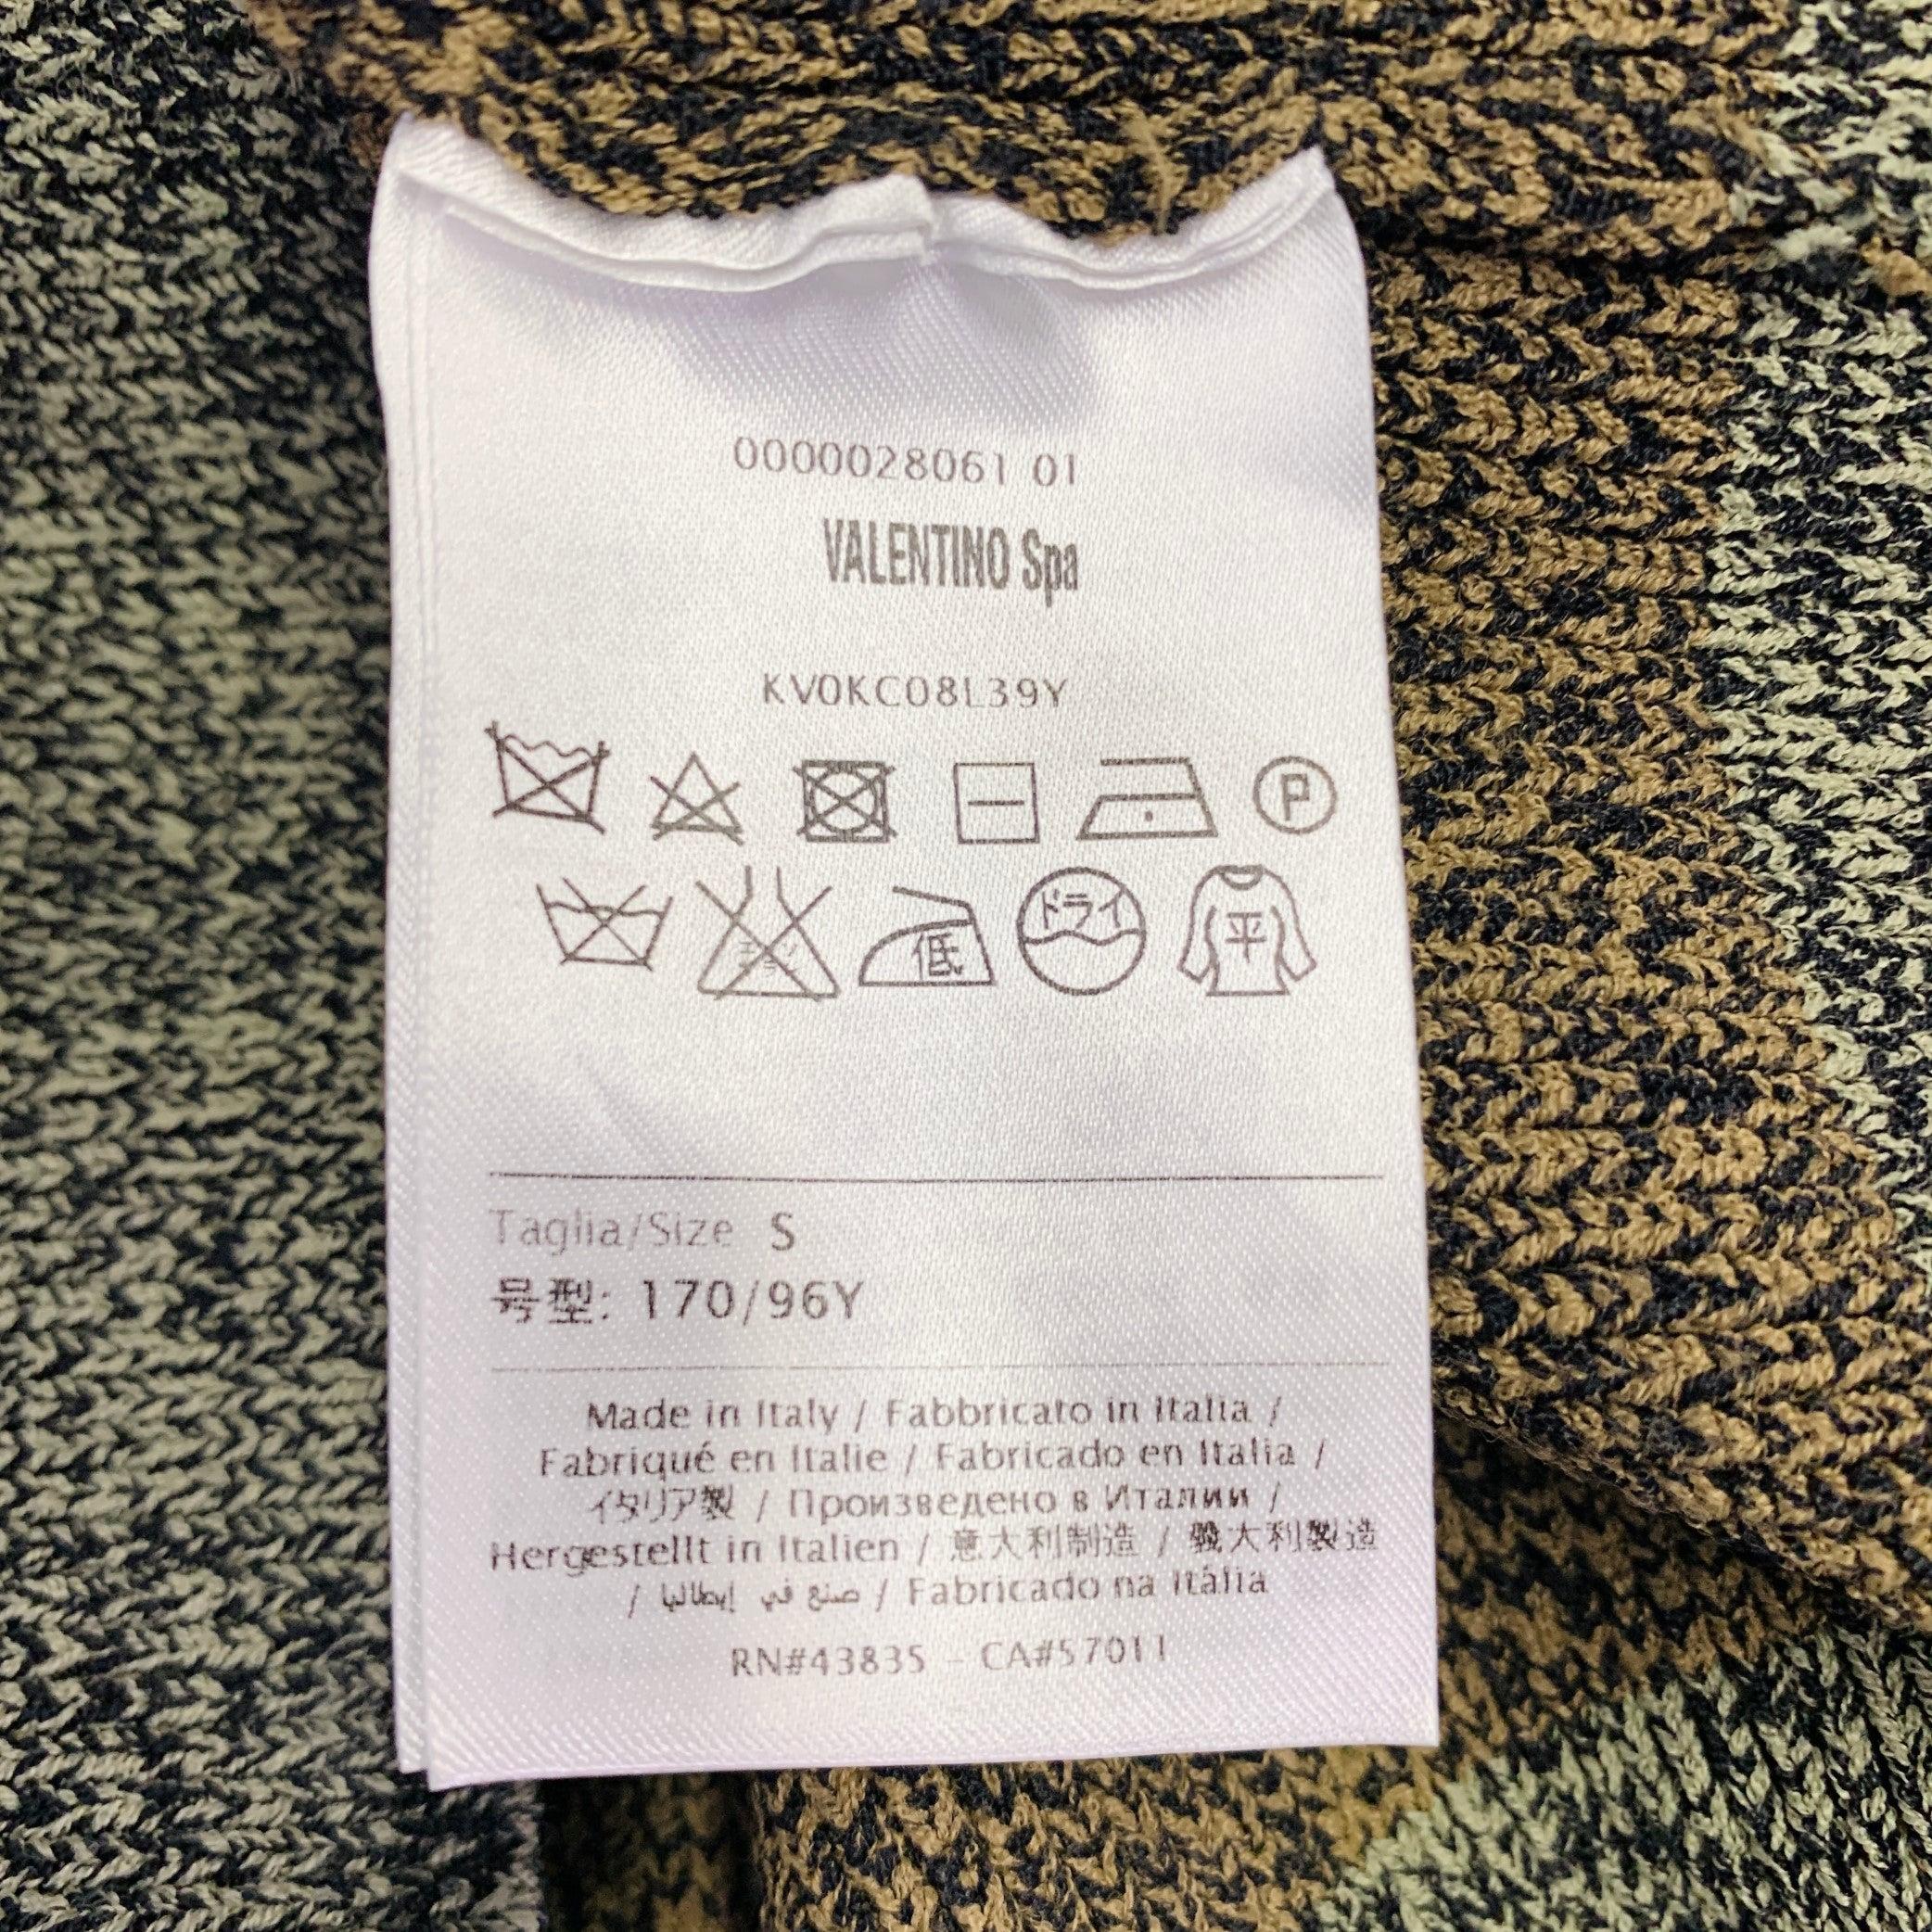 0000028061 01
VALENTINO Spa
KV0KC08L39Y
P
エンソ
低
ドライ
平
Taglia/Size S
号型: 170/96Y
Made in Italy / Fabbricato in Italia /
Fabriqué en Italie / Fabricado en Italia /
イタリア製 / Произведено в Италии /
Hergestellt in Italien / 意大利制造 / 義大利製造
/ صنع في إيطاليا / Fabricado na Itália
RN#43835 - CA#57011